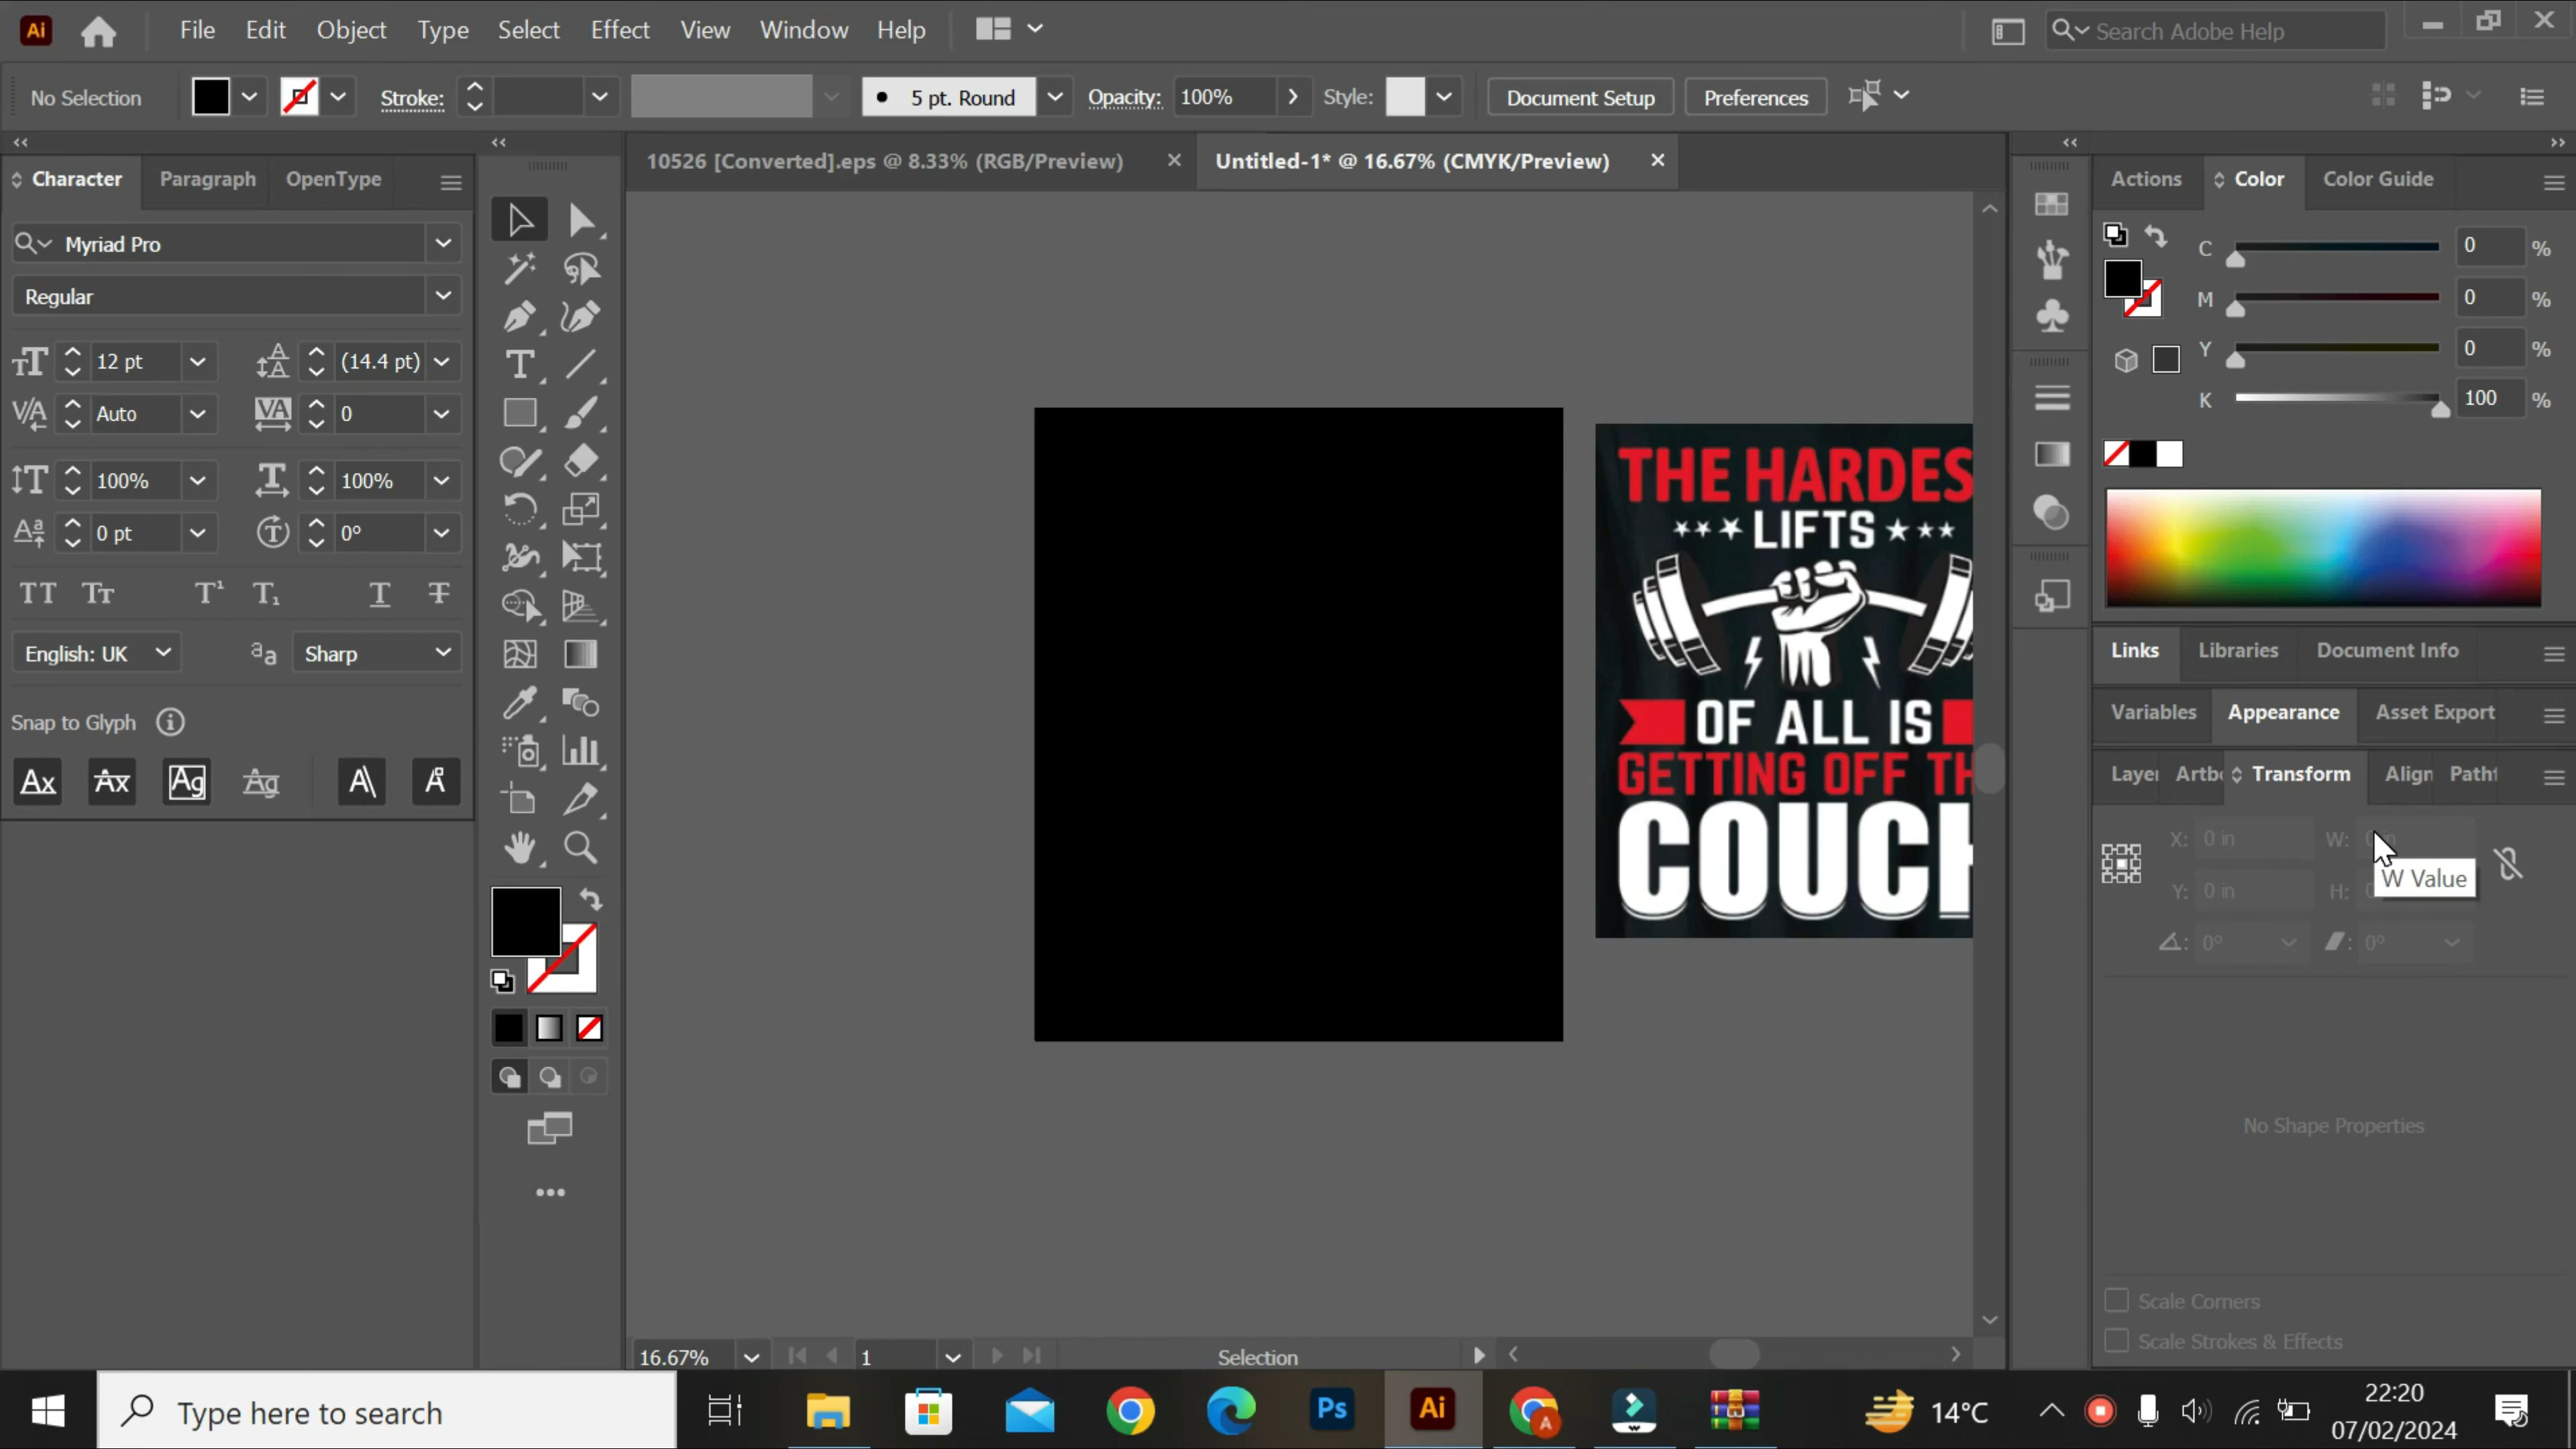 Ai File Edit Object Type Select Effect View Window Help Search Adobe Help
No Selection Stroke: 5 pt. Round Opacity: 100% Style: Document Setup Preferences
Character Paragraph OpenType
Myriad Pro
Regular
12 pt (14.4 pt)
Auto 0
100% 100%
0 pt 0°
English: UK Sharp
Snap to Glyph
10526 [Converted].eps @ 8.33% (RGB/Preview) Untitled-1* @ 16.67% (CMYK/Preview)
THE HARDES
LIFTS
OF ALL IS
GETTING OFF TH
COUCH
Actions Color Color Guide
C 0 %
M 0 %
Y 0 %
K 100 %
Links Libraries Document Info
Variables Appearance Asset Export
Layer Artbo Transform Align Pathf
X: 0 in W:
W Value
Y: 0 in H:
0° 0°
No Shape Properties
Scale Corners
Scale Strokes & Effects
16.67% 1 Selection
Type here to search Ps Ai 14°C 22:20
07/02/2024